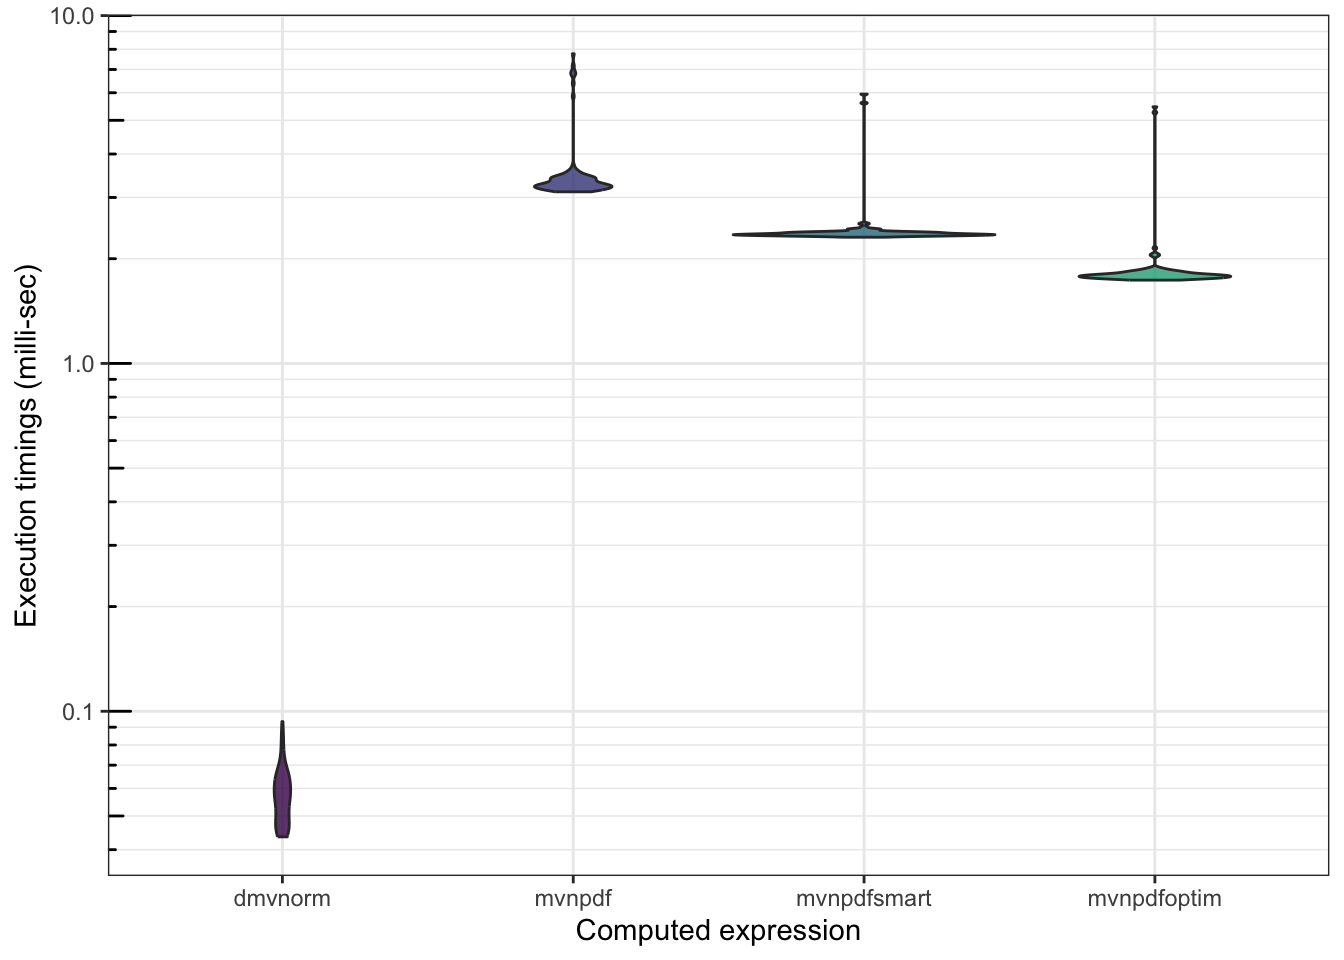 10.0
1.0
0.1
Execution timings (milli-sec)
dmvnorm mvnpdf mvnpdfsmart mvnpdfoptim
Computed expression